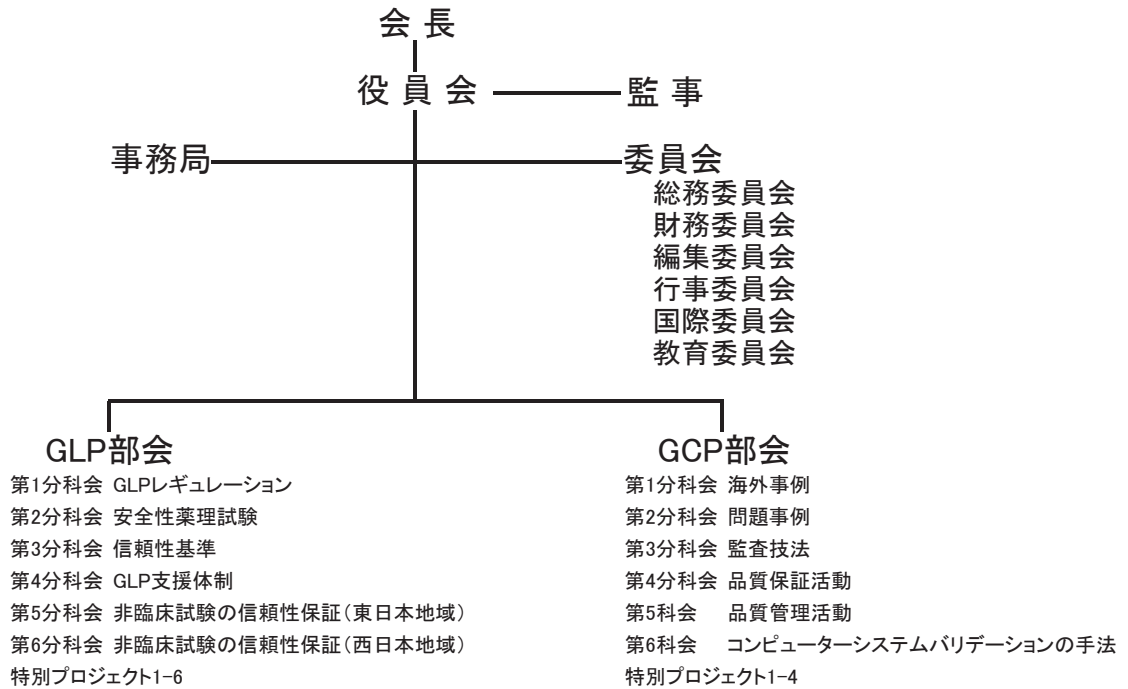 会 長
役 員 会
監 事
事務局
委員会
総務委員会
財務委員会
編集委員会
行事委員会
国際委員会
教育委員会
GLP部会
第1分科会 GLPレギュレーション
第2分科会 安全性薬理試験
第3分科会 信頼性基準
第4分科会 GLP支援体制
第5分科会 非臨床試験の信頼性保証(東日本地域)
第6分科会 非臨床試験の信頼性保証(西日本地域)
特別プロジェクト1-6
GCP部会
第1分科会 海外事例
第2分科会 問題事例
第3分科会 監査技法
第4分科会 品質保証活動
第5科会 品質管理活動
第6科会 コンピューターシステムバリデーションの手法
特別プロジェクト1-4